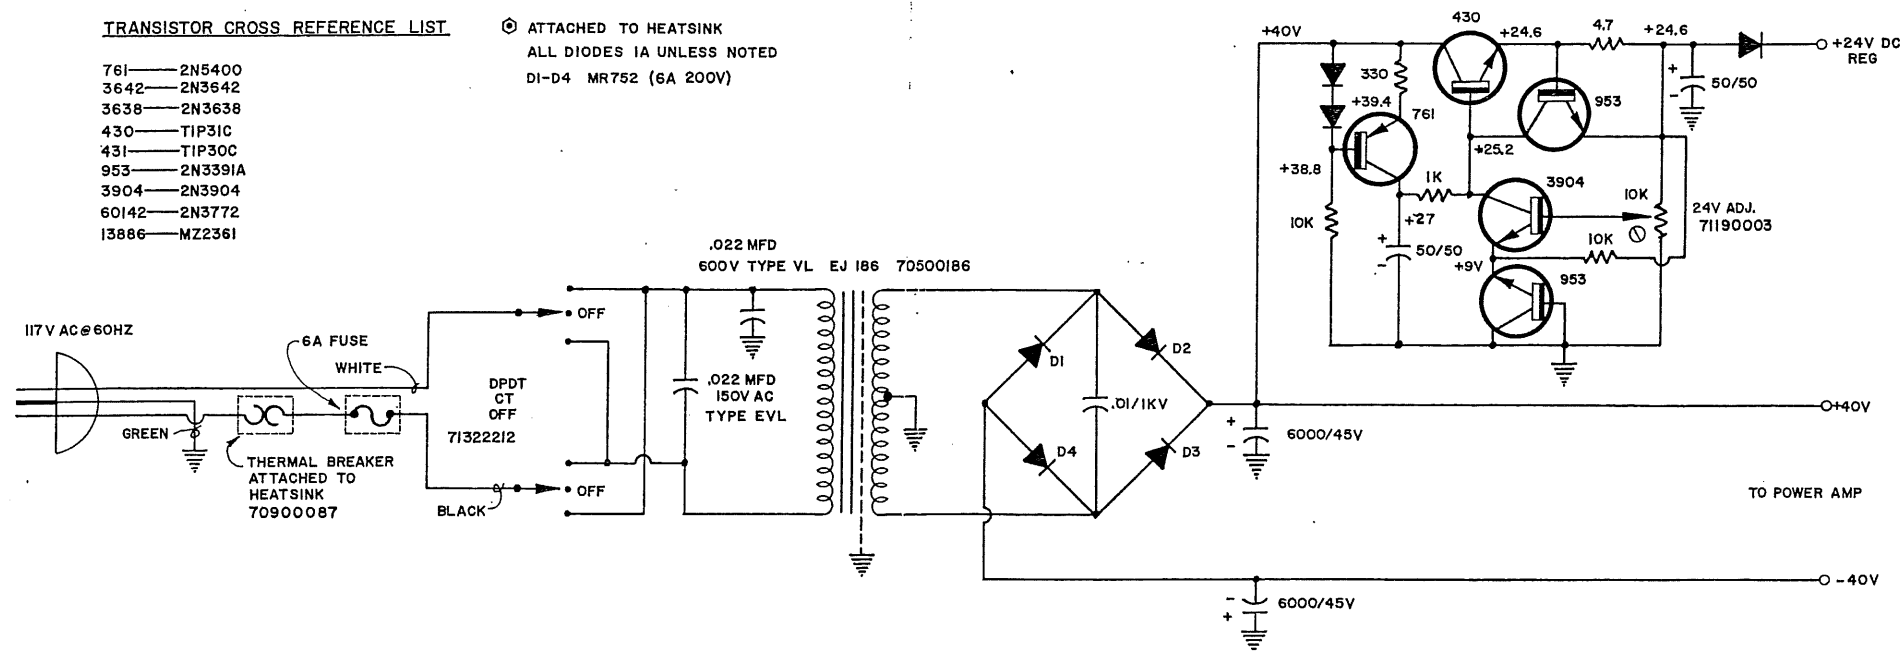 TRANSISTOR CROSS REFERENCE LIST
761——2N5400
3642——2N3642
3638——2N3638
430——TIP31C
431——TIP30C
953——2N3391A
3904——2N3904
60142——2N3772
13886——MZ2361
ATTACHED TO HEATSINK
ALL DIODES 1A UNLESS NOTED
D1-D4 MR752 (6A 200V)
117V AC@60HZ
GREEN
THERMAL BREAKER
ATTACHED TO
HEATSINK
70900087
6A FUSE
WHITE
BLACK
DPDT
CT
OFF
71322212
OFF
OFF
.022 MFD
600V TYPE VL EJ 186 70500186
.022 MFD
150V AC
TYPE EVL
D1
D2
D4
D3
.01/1KV
+
-
6000/45V
-
+
6000/45V
+40V
430
+24.6
4.7
+24.6
+24V DC
REG
330
+39.4
761
953
+
-
50/50
+38.8
+25.2
1K
3904
10K
24V ADJ.
71190003
10K
+27
+
-
50/50
10K
+9V
953
+40V
TO POWER AMP
-40V